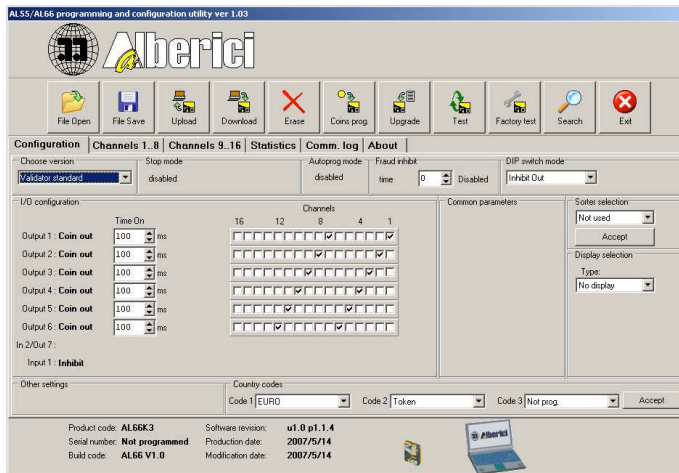 AL55/AL66 programming and configuration utility ver 1.03
Alberici
File Open File Save Upload Download Erase Coins prog. Upgrade Test Factory test Search Exit
Configuration Channels 1..8 Channels 9..16 Statistics Comm. log About
Choose version Stop mode Autoprog mode Fraud inhibit DIP switch mode
Validator standard disabled disabled time 0 Disabled Inhibit Out
I/O configuration Common parameters Sorter selection
Channels Not used
Time On 16 12 8 4 1
Output 1 : Coin out 100 ms Accept
Output 2 : Coin out 100 ms Display selection
Output 3 : Coin out 100 ms Type:
Output 4 : Coin out 100 ms No display
Output 5 : Coin out 100 ms
Output 6 : Coin out 100 ms
In 2/Out 7 :
Input 1 : Inhibit
Other settings Country codes
Code 1 EURO Code 2 Token Code 3 Not prog. Accept
Product code: AL66K3 Software revision: u1.0 p1.1.4
Serial number: Not programmed Production date: 2007/5/14
Build code: AL66 V1.0 Modification date: 2007/5/14
Alberici